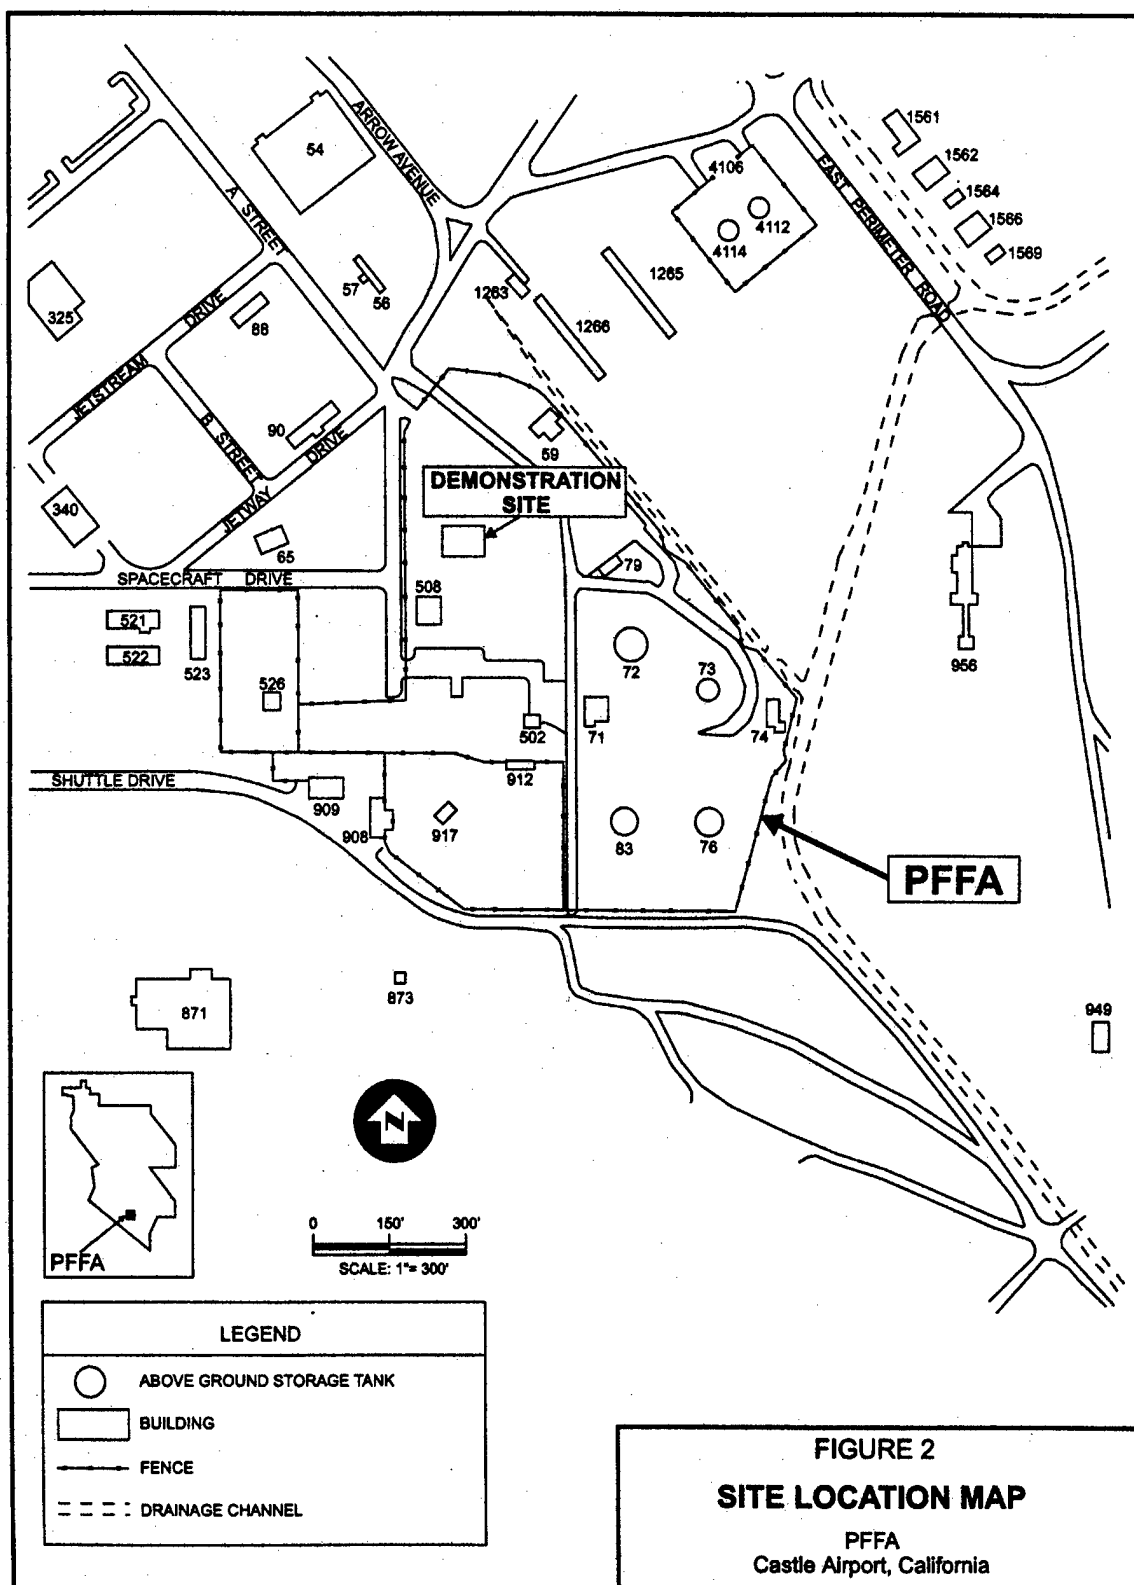 ARROW AVENUE
54
A STREET
57
56
325
JETSTREAM DRIVE
88
B STREET
90
JETWAY DRIVE
340
65
SPACECRAFT DRIVE
521
522
523
526
SHUTTLE DRIVE
909
908
917
912
502
508
DEMONSTRATION
SITE
59
1263
1266
1265
4106
4112
4114
EAST PERIMETER ROAD
1561
1562
1564
1566
1569
79
72
73
71
74
83
76
956
PFFA
871
873
949
PFFA
N
0 150' 300'
SCALE: 1"= 300'
LEGEND
ABOVE GROUND STORAGE TANK
BUILDING
FENCE
DRAINAGE CHANNEL
FIGURE 2
SITE LOCATION MAP
PFFA
Castle Airport, California